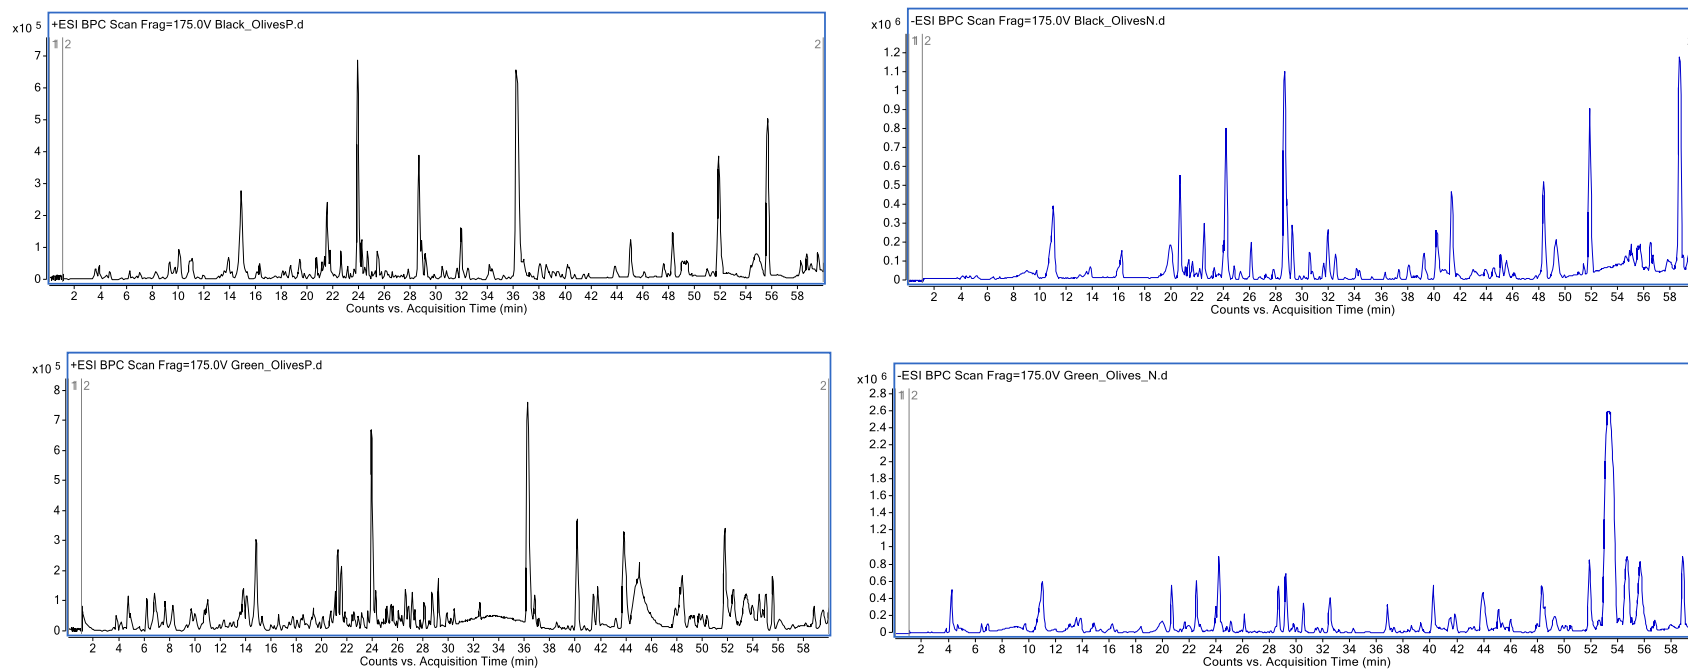 +ESI BPC Scan Frag=175.0V Black_OlivesP.d
x10 5
1 2 2
7
6
5
4
3
2
1
0
2 4 6 8 10 12 14 16 18 20 22 24 26 28 30 32 34 36 38 40 42 44 46 48 50 52 54 56 58
Counts vs. Acquisition Time (min)
-ESI BPC Scan Frag=175.0V Black_OlivesN.d
x10 6
1 2
1.2
1.1
1
0.9
0.8
0.7
0.6
0.5
0.4
0.3
0.2
0.1
0
2 4 6 8 10 12 14 16 18 20 22 24 26 28 30 32 34 36 38 40 42 44 46 48 50 52 54 56 58
Counts vs. Acquisition Time (min)
+ESI BPC Scan Frag=175.0V Green_OlivesP.d
x10 5
1 2 2
8
7
6
5
4
3
2
1
0
2 4 6 8 10 12 14 16 18 20 22 24 26 28 30 32 34 36 38 40 42 44 46 48 50 52 54 56 58
Counts vs. Acquisition Time (min)
-ESI BPC Scan Frag=175.0V Green_Olives_N.d
x10 6
1 2
2.8
2.6
2.4
2.2
2
1.8
1.6
1.4
1.2
1
0.8
0.6
0.4
0.2
0
2 4 6 8 10 12 14 16 18 20 22 24 26 28 30 32 34 36 38 40 42 44 46 48 50 52 54 56 58
Counts vs. Acquisition Time (min)